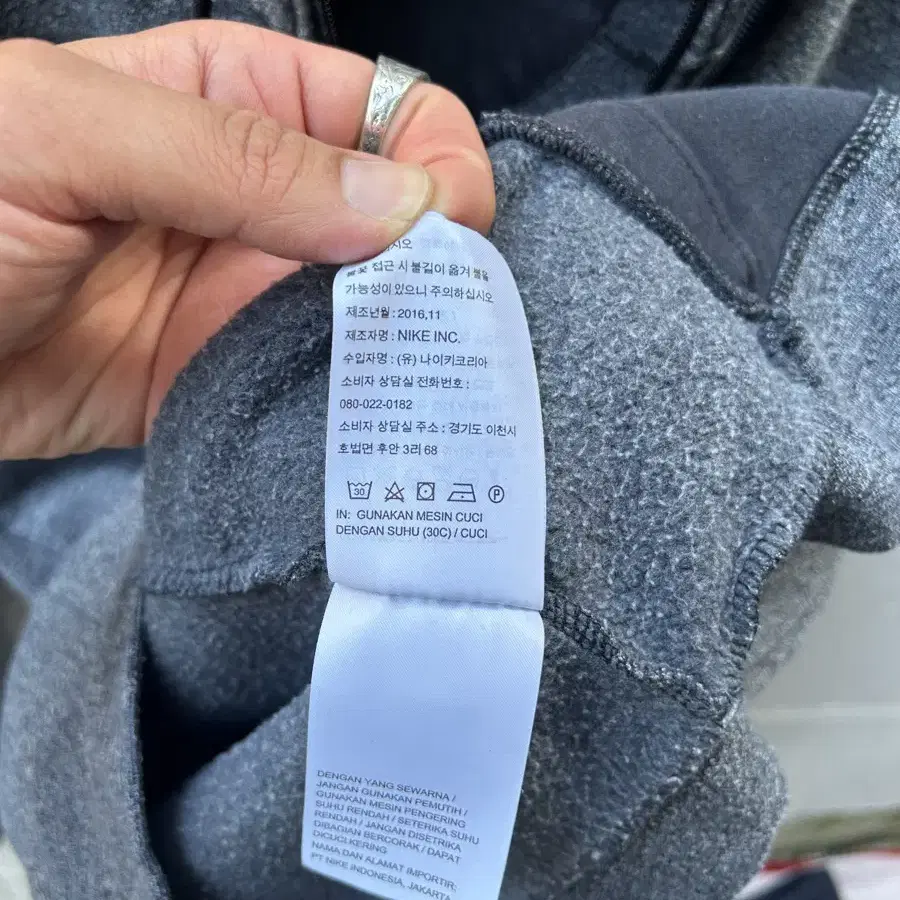 불꽃 접근 시 불길이 옮겨 붙을
가능성이 있으니 주의하십시오
제조년월 : 2016.11
제조자명 : NIKE INC.
수입자명 : (유) 나이키코리아
소비자 상담실 전화번호 :
080-022-0182
소비자 상담실 주소 : 경기도 이천시
호법면 후안 3리 68
30 P
IN: GUNAKAN MESIN CUCI
DENGAN SUHU (30C) / CUCI
DENGAN YANG SEWARNA /
JANGAN GUNAKAN PEMUTIH /
GUNAKAN MESIN PENGERING
SUHU RENDAH / SETERIKA SUHU
RENDAH / JANGAN DISETRIKA
DIBAGIAN BERCORAK / DAPAT
DICUCI KERING
NAMA DAN ALAMAT IMPORTIR:
PT NIKE INDONESIA, JAKARTA